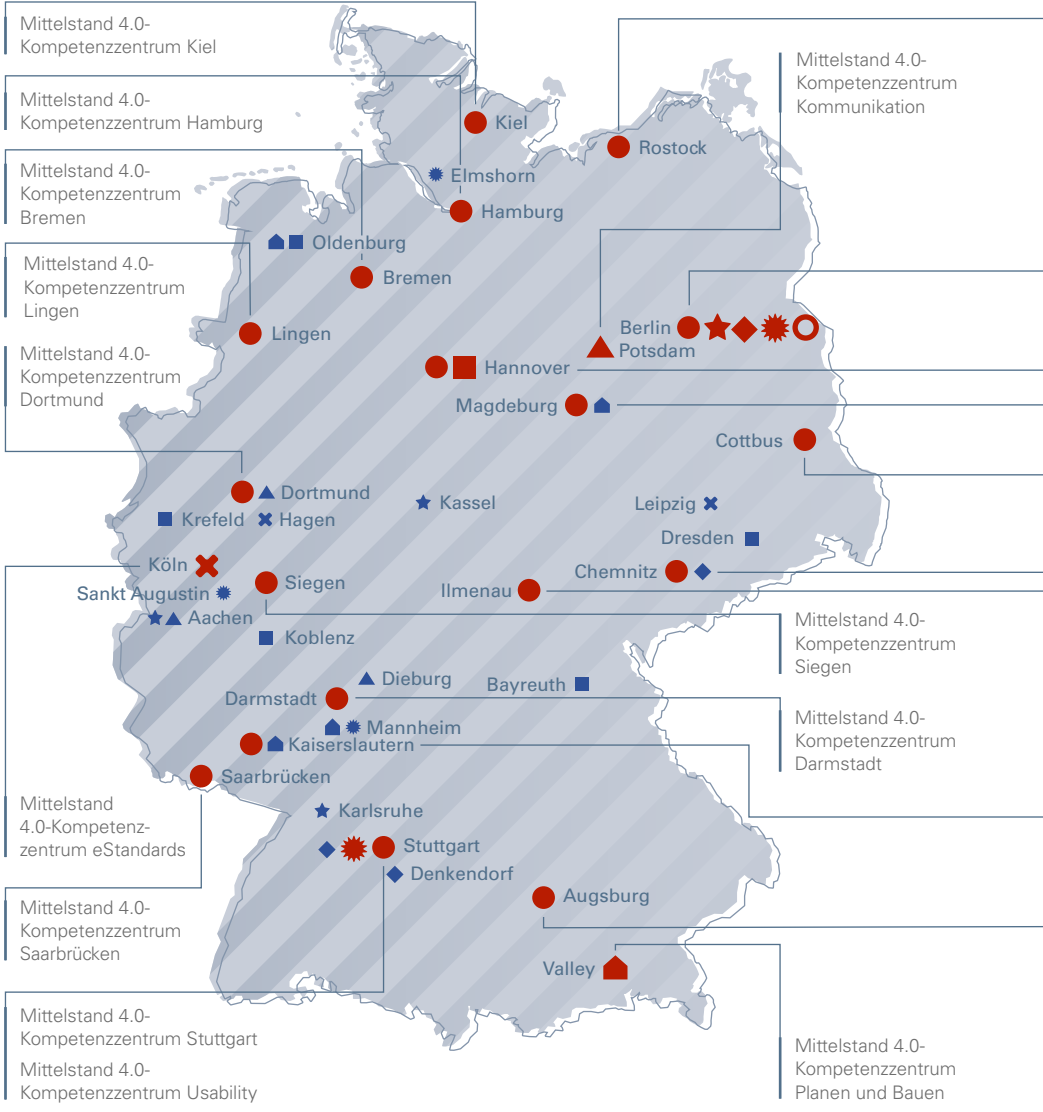 Mittelstand 4.0-
Kompetenzzentrum Kiel
Mittelstand 4.0-
Kompetenzzentrum Hamburg
Mittelstand 4.0-
Kompetenzzentrum
Bremen
Mittelstand 4.0-
Kompetenzzentrum
Lingen
Mittelstand 4.0-
Kompetenzzentrum
Dortmund
Mittelstand 4.0-
Kompetenzzentrum
Kommunikation
Kiel
Rostock
Elmshorn
Hamburg
Oldenburg
Bremen
Lingen
Berlin
Potsdam
Hannover
Magdeburg
Cottbus
Dortmund
Kassel
Leipzig
Krefeld
Hagen
Dresden
Köln
Siegen
Chemnitz
Sankt Augustin
Ilmenau
Aachen
Koblenz
Dieburg
Bayreuth
Darmstadt
Mannheim
Kaiserslautern
Saarbrücken
Karlsruhe
Stuttgart
Denkendorf
Augsburg
Valley
Mittelstand 4.0-
Kompetenzzentrum
Siegen
Mittelstand 4.0-
Kompetenzzentrum
Darmstadt
Mittelstand
4.0-Kompetenz-
zentrum eStandards
Mittelstand 4.0-
Kompetenzzentrum
Saarbrücken
Mittelstand 4.0-
Kompetenzzentrum Stuttgart
Mittelstand 4.0-
Kompetenzzentrum Usability
Mittelstand 4.0-
Kompetenzzentrum
Planen und Bauen